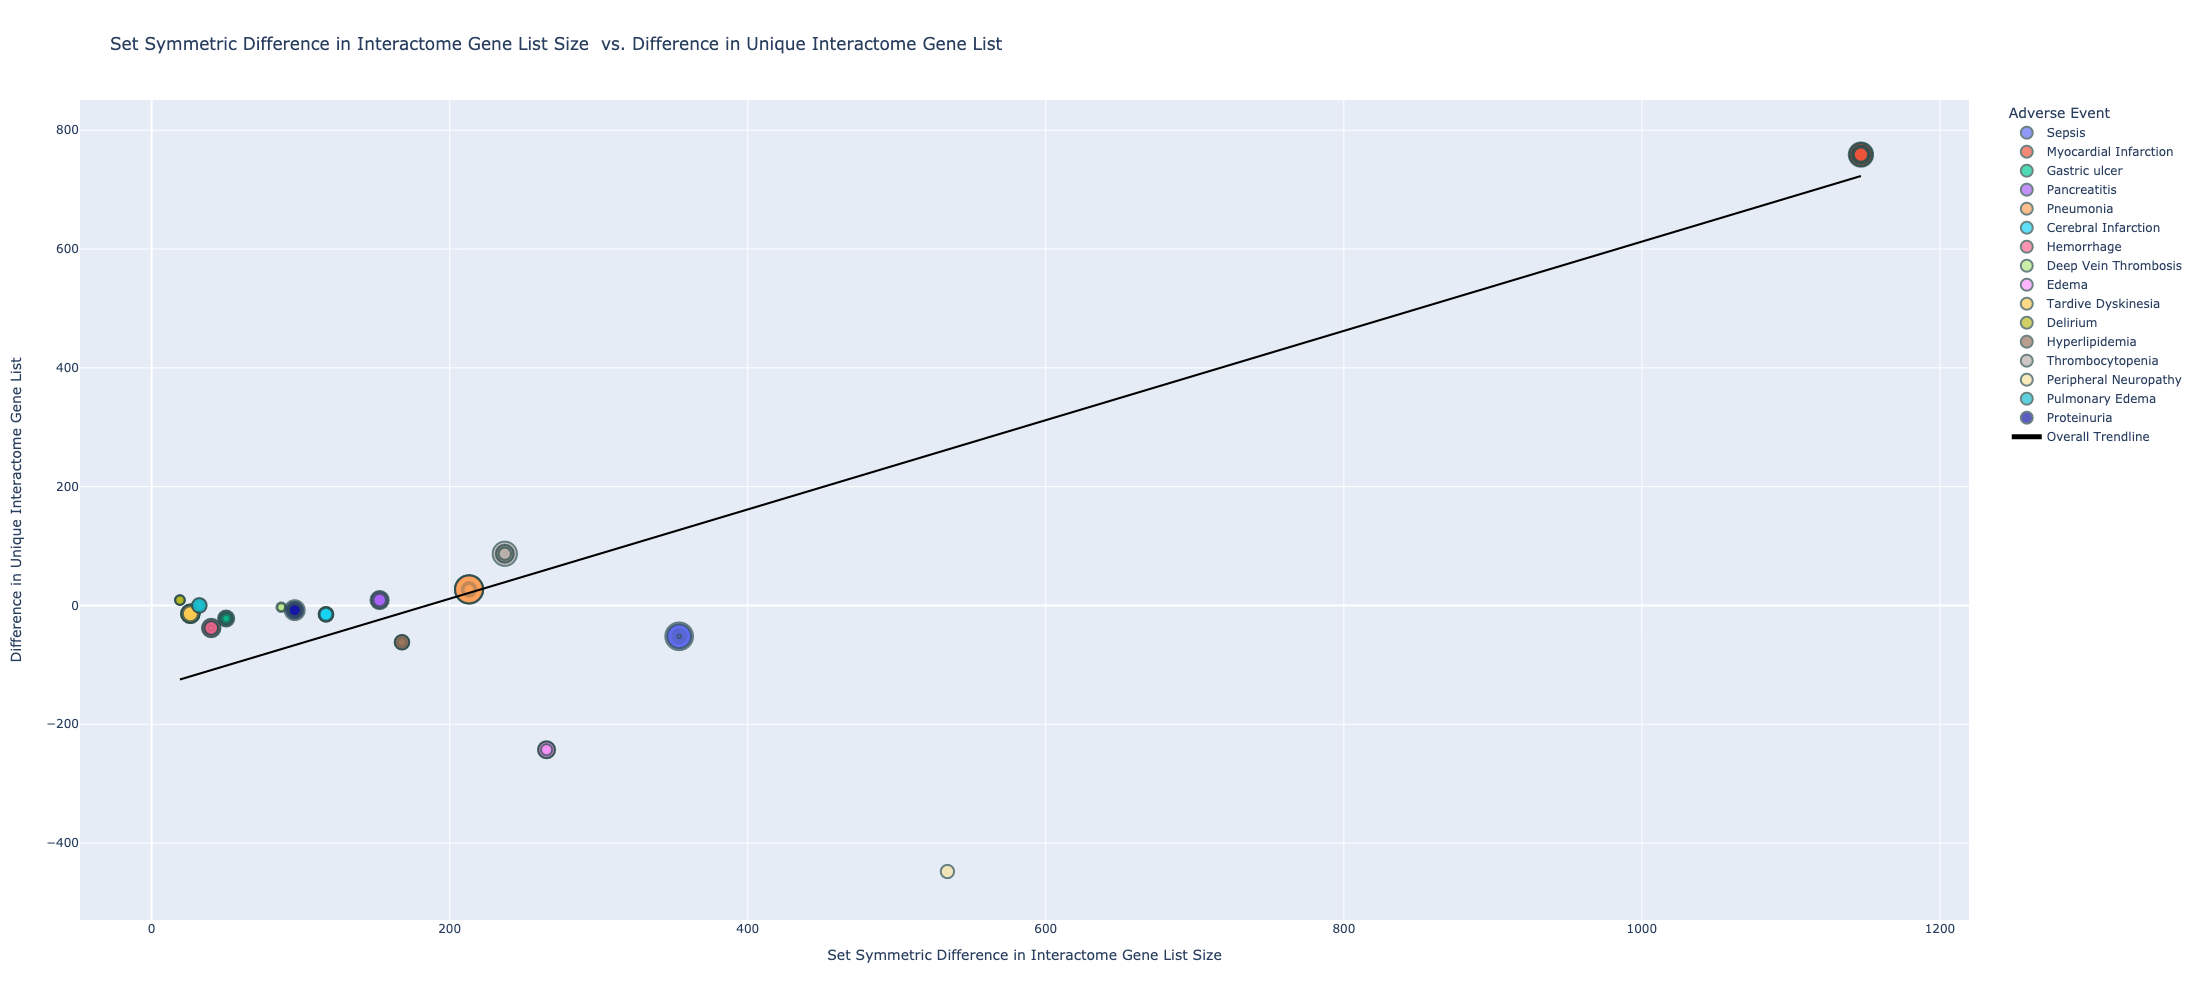 Set Symmetric Difference in Interactome Gene List Size  vs. Difference in Unique Interactome Gene List
Difference in Unique Interactome Gene List
800
600
400
200
0
−200
−400
0
200
400
600
800
1000
1200
Set Symmetric Difference in Interactome Gene List Size
Adverse Event
Sepsis
Myocardial Infarction
Gastric ulcer
Pancreatitis
Pneumonia
Cerebral Infarction
Hemorrhage
Deep Vein Thrombosis
Edema
Tardive Dyskinesia
Delirium
Hyperlipidemia
Thrombocytopenia
Peripheral Neuropathy
Pulmonary Edema
Proteinuria
Overall Trendline